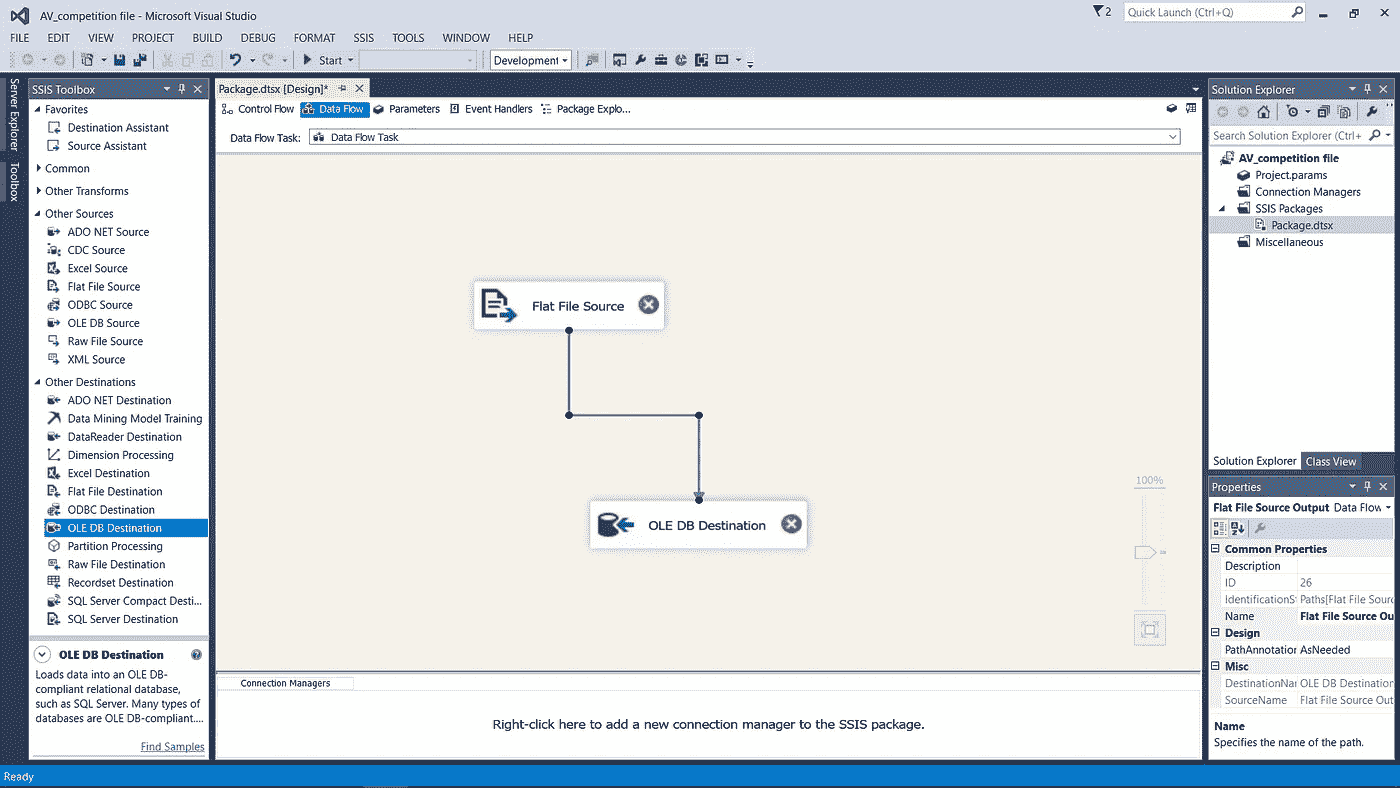 AV_competition file - Microsoft Visual Studio
2
Quick Launch (Ctrl+Q)
FILE EDIT VIEW PROJECT BUILD DEBUG FORMAT SSIS TOOLS WINDOW HELP
Start
Development
Server Explorer
Toolbox
SSIS Toolbox
Favorites
Destination Assistant
Source Assistant
Common
Other Transforms
Other Sources
ADO NET Source
CDC Source
Excel Source
Flat File Source
ODBC Source
OLE DB Source
Raw File Source
XML Source
Other Destinations
ADO NET Destination
Data Mining Model Training
DataReader Destination
Dimension Processing
Excel Destination
Flat File Destination
ODBC Destination
OLE DB Destination
Partition Processing
Raw File Destination
Recordset Destination
SQL Server Compact Desti...
SQL Server Destination
OLE DB Destination
Loads data into an OLE DB-
compliant relational database,
such as SQL Server. Many types of
databases are OLE DB-compliant....
Find Samples
Package.dtsx [Design]*
Control Flow Data Flow Parameters Event Handlers Package Explo...
Data Flow Task: Data Flow Task
Flat File Source
OLE DB Destination
100%
Connection Managers
Right-click here to add a new connection manager to the SSIS package.
Solution Explorer
Search Solution Explorer (Ctrl+
AV_competition file
Project.params
Connection Managers
SSIS Packages
Package.dtsx
Miscellaneous
Solution Explorer Class View
Properties
Flat File Source Output Data Flow
Common Properties
Description
ID 26
IdentificationSt Paths[Flat File Sourc
Name Flat File Source Ou
Design
PathAnnotation AsNeeded
Misc
DestinationNar OLE DB Destination
SourceName Flat File Source Out
Name
Specifies the name of the path.
Ready